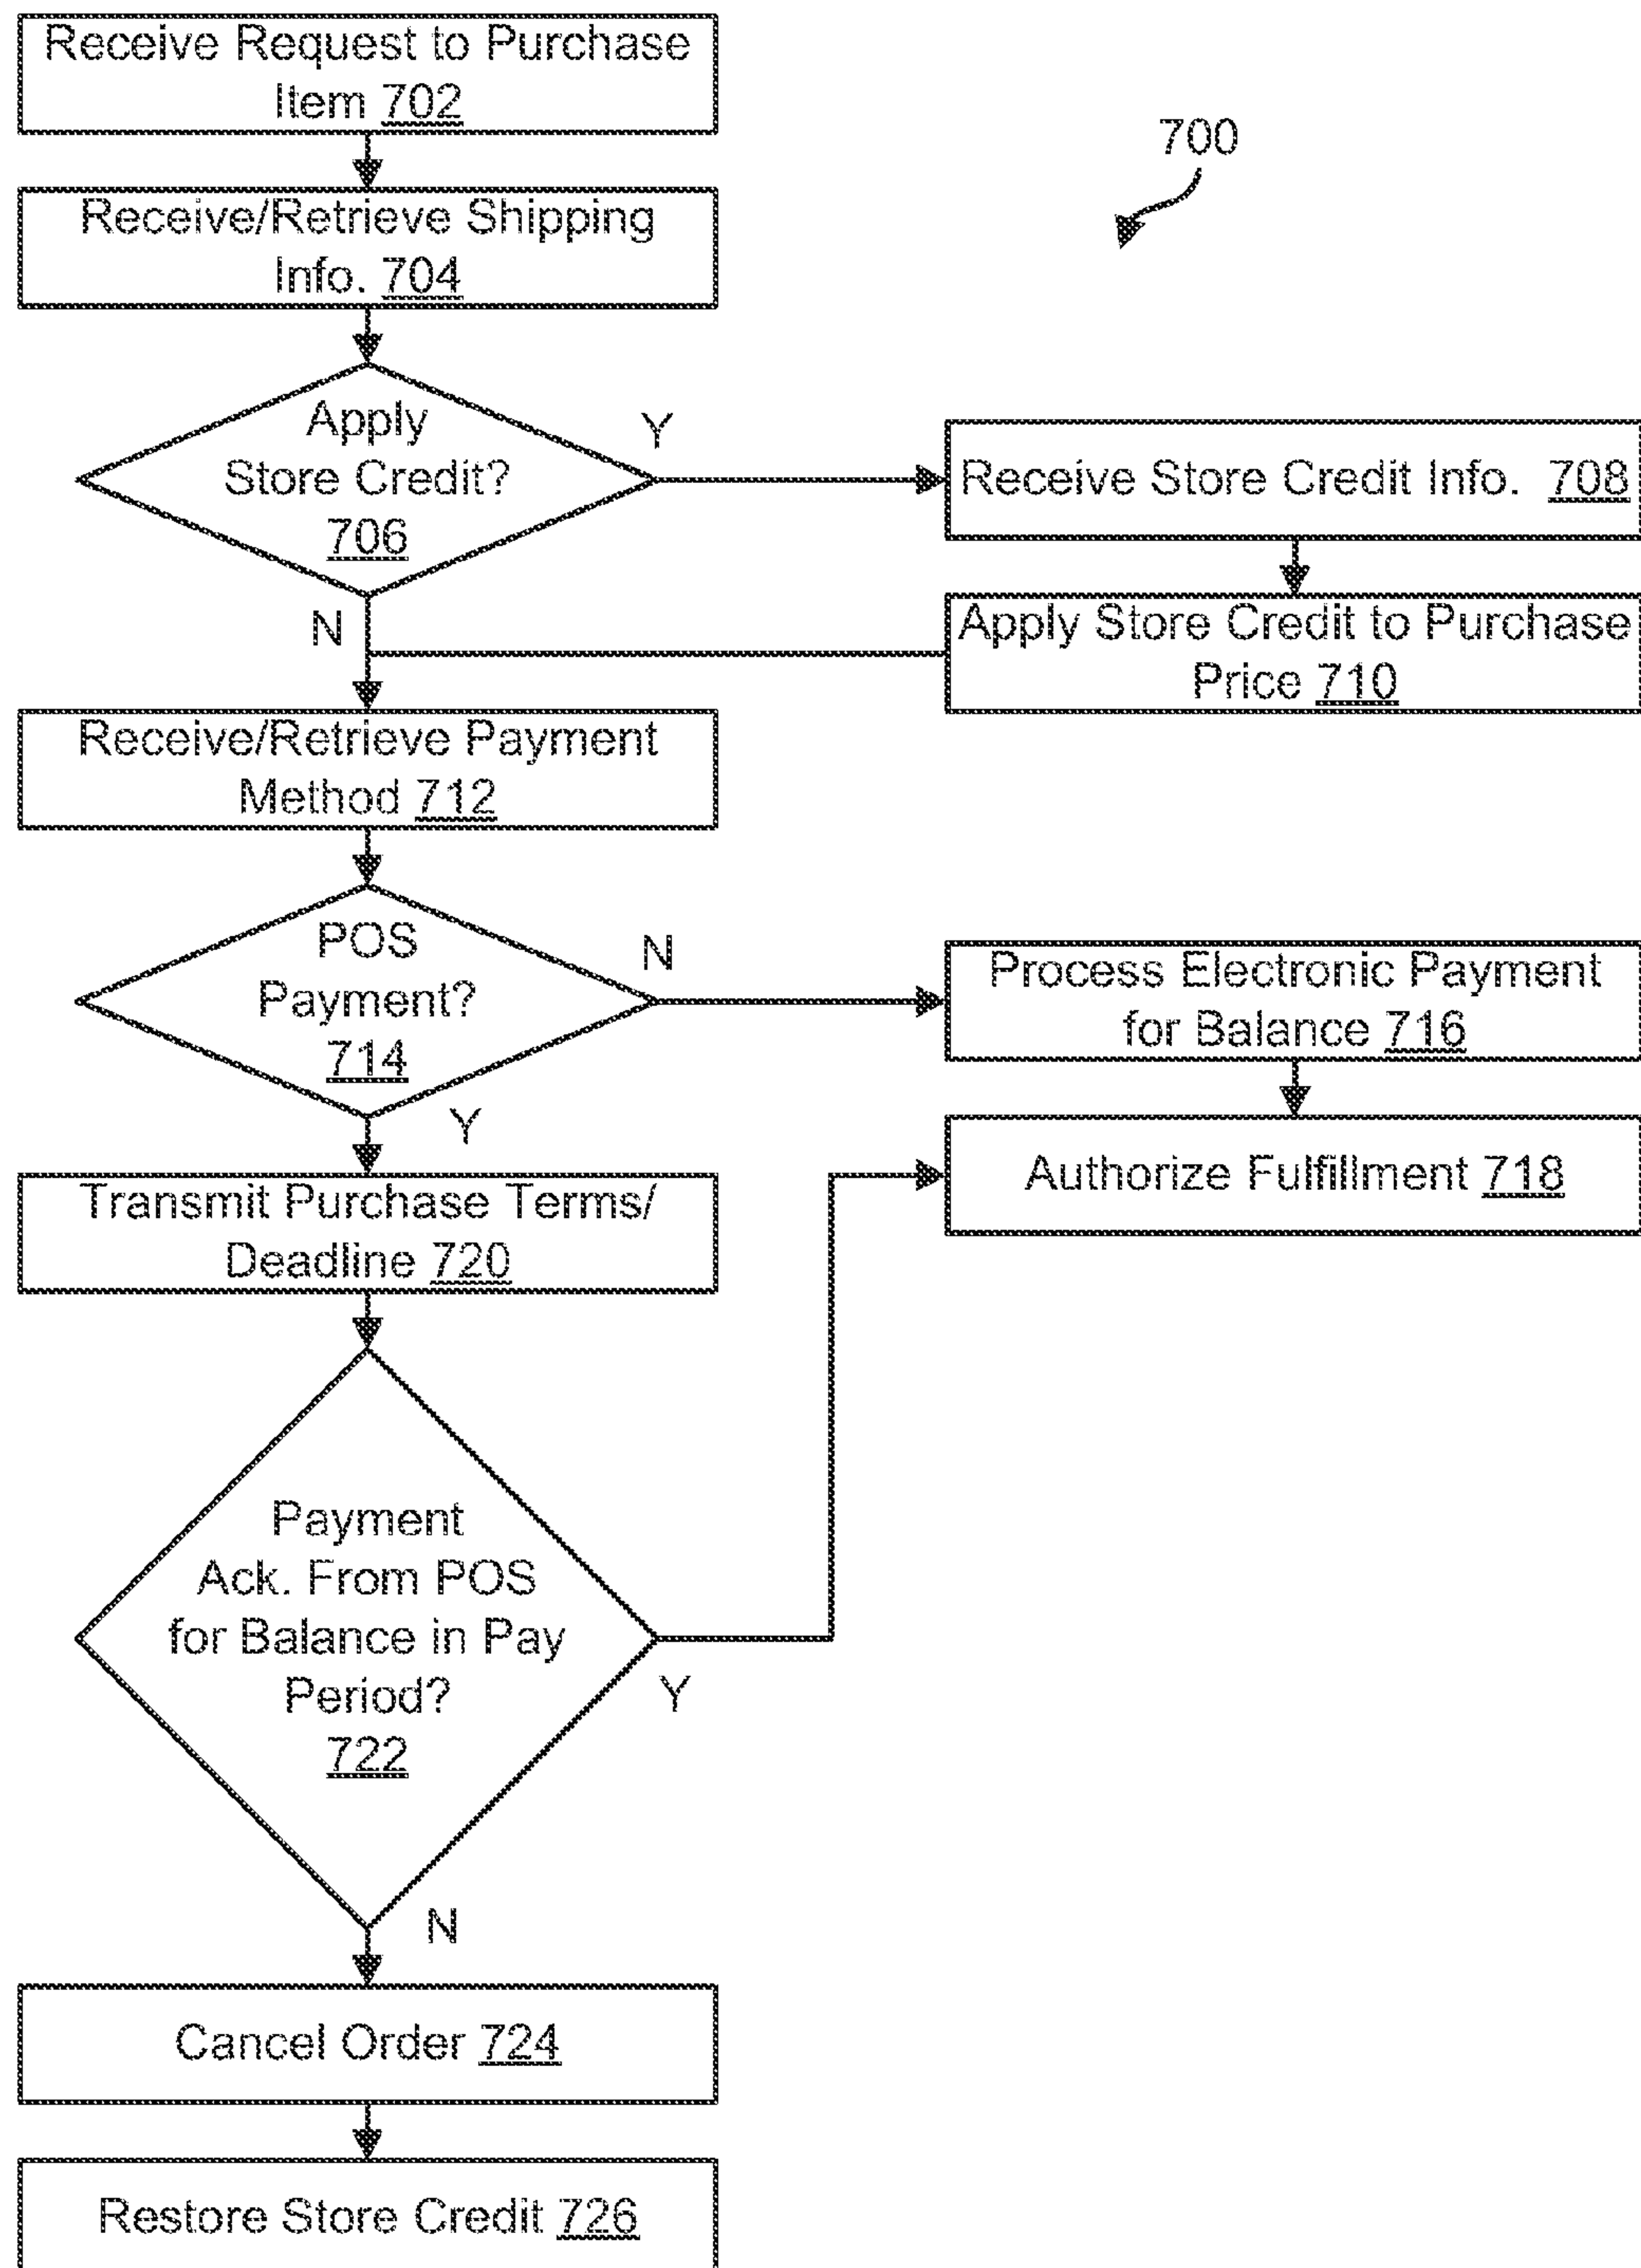 Receive Request to Purchase
Item 702
700
Receive/Retrieve Shipping
Info. 704
Apply
Store Credit?
706
Y
N
Receive Store Credit Info. 708
Apply Store Credit to Purchase
Price 710
Receive/Retrieve Payment
Method 712
POS
Payment?
714
N
Y
Process Electronic Payment
for Balance 716
Authorize Fulfillment 718
Transmit Purchase Terms/
Deadline 720
Payment
Ack. From POS
for Balance in Pay
Period?
722
Y
N
Cancel Order 724
Restore Store Credit 726